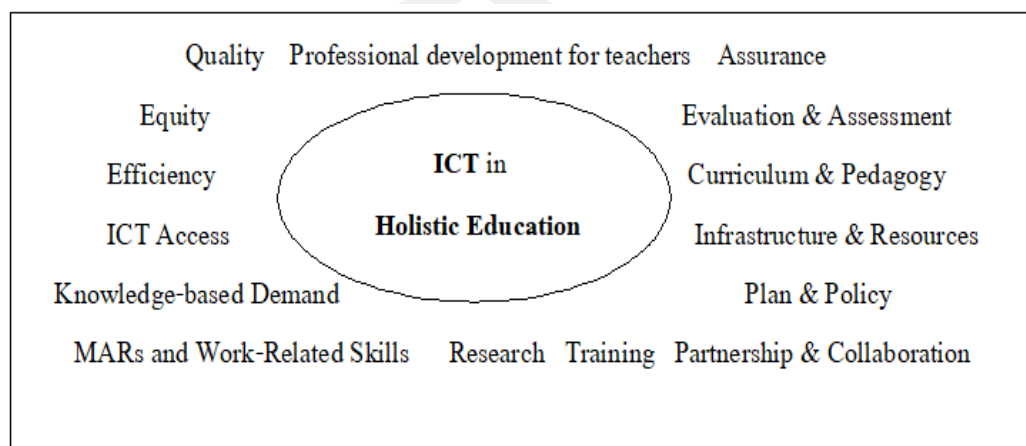 Quality Professional development for teachers Assurance
Equity
Evaluation & Assessment
ICT in
Efficiency
Curriculum & Pedagogy
Holistic Education
ICT Access
Infrastructure & Resources
Knowledge-based Demand
Plan & Policy
MARs and Work-Related Skills Research Training Partnership & Collaboration